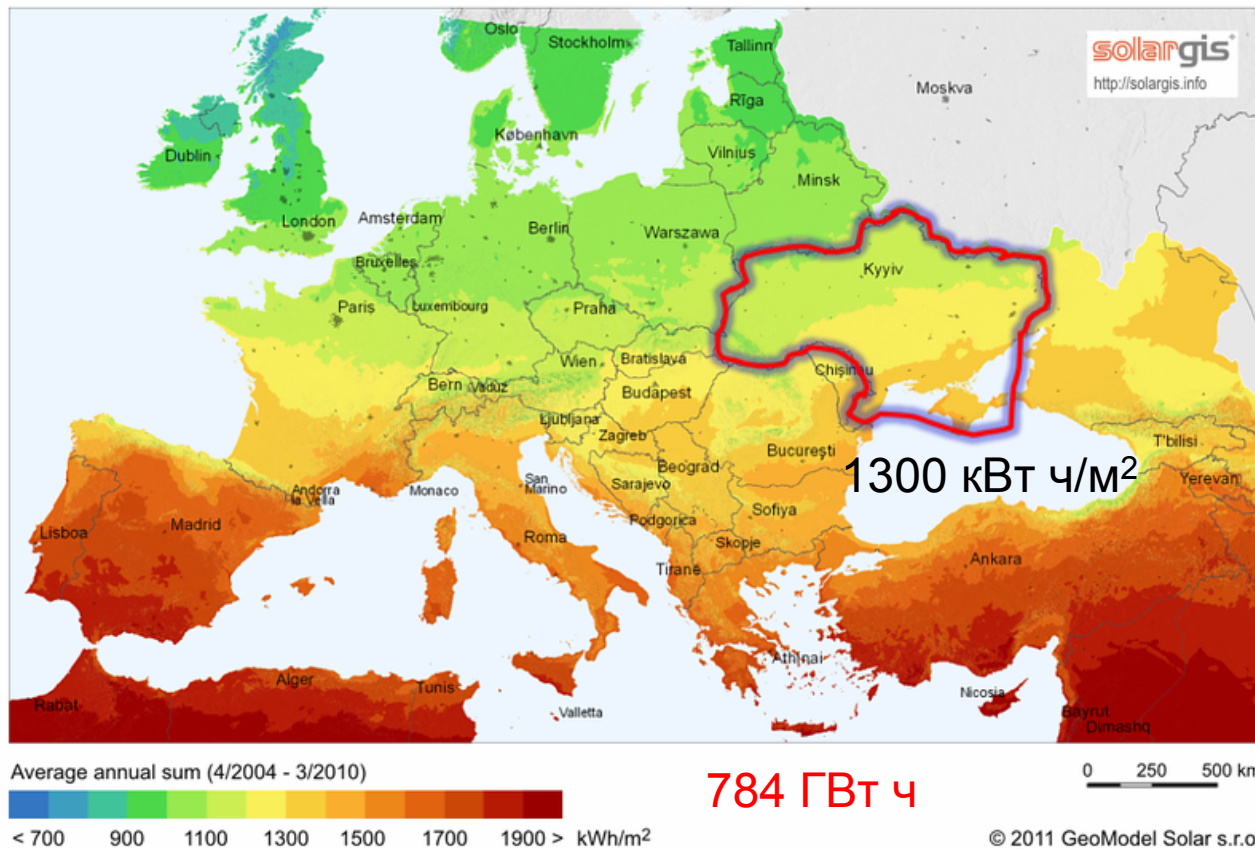 Oslo
Stockholm
Tallinn
solargis
http://solargis.info
Moskva
Rīga
København
Dublin
Vilnius
Minsk
London
Amsterdam
Berlin
Warszawa
Bruxelles
Kyyiv
Paris
Luxembourg
Praha
Wien
Bratislava
Chişinau
Bern
Vaduz
Budapest
Ljubljana
Zagreb
T'bilisi
Bucureşti
Beograd
1300 кВт ч/м²
Andorra
la Vella
Monaco
San
Marino
Sarajevo
Yerevan
Lisboa
Madrid
Podgorica
Sofiya
Roma
Skopje
Ankara
Tiranë
Athínai
Alger
Tunis
Nicosia
Rabat
Valletta
Bayrut
Dimashq
Average annual sum (4/2004 - 3/2010)
784 ГВт ч
0 250 500 km
< 700 900 1100 1300 1500 1700 1900 > kWh/m²
© 2011 GeoModel Solar s.r.o